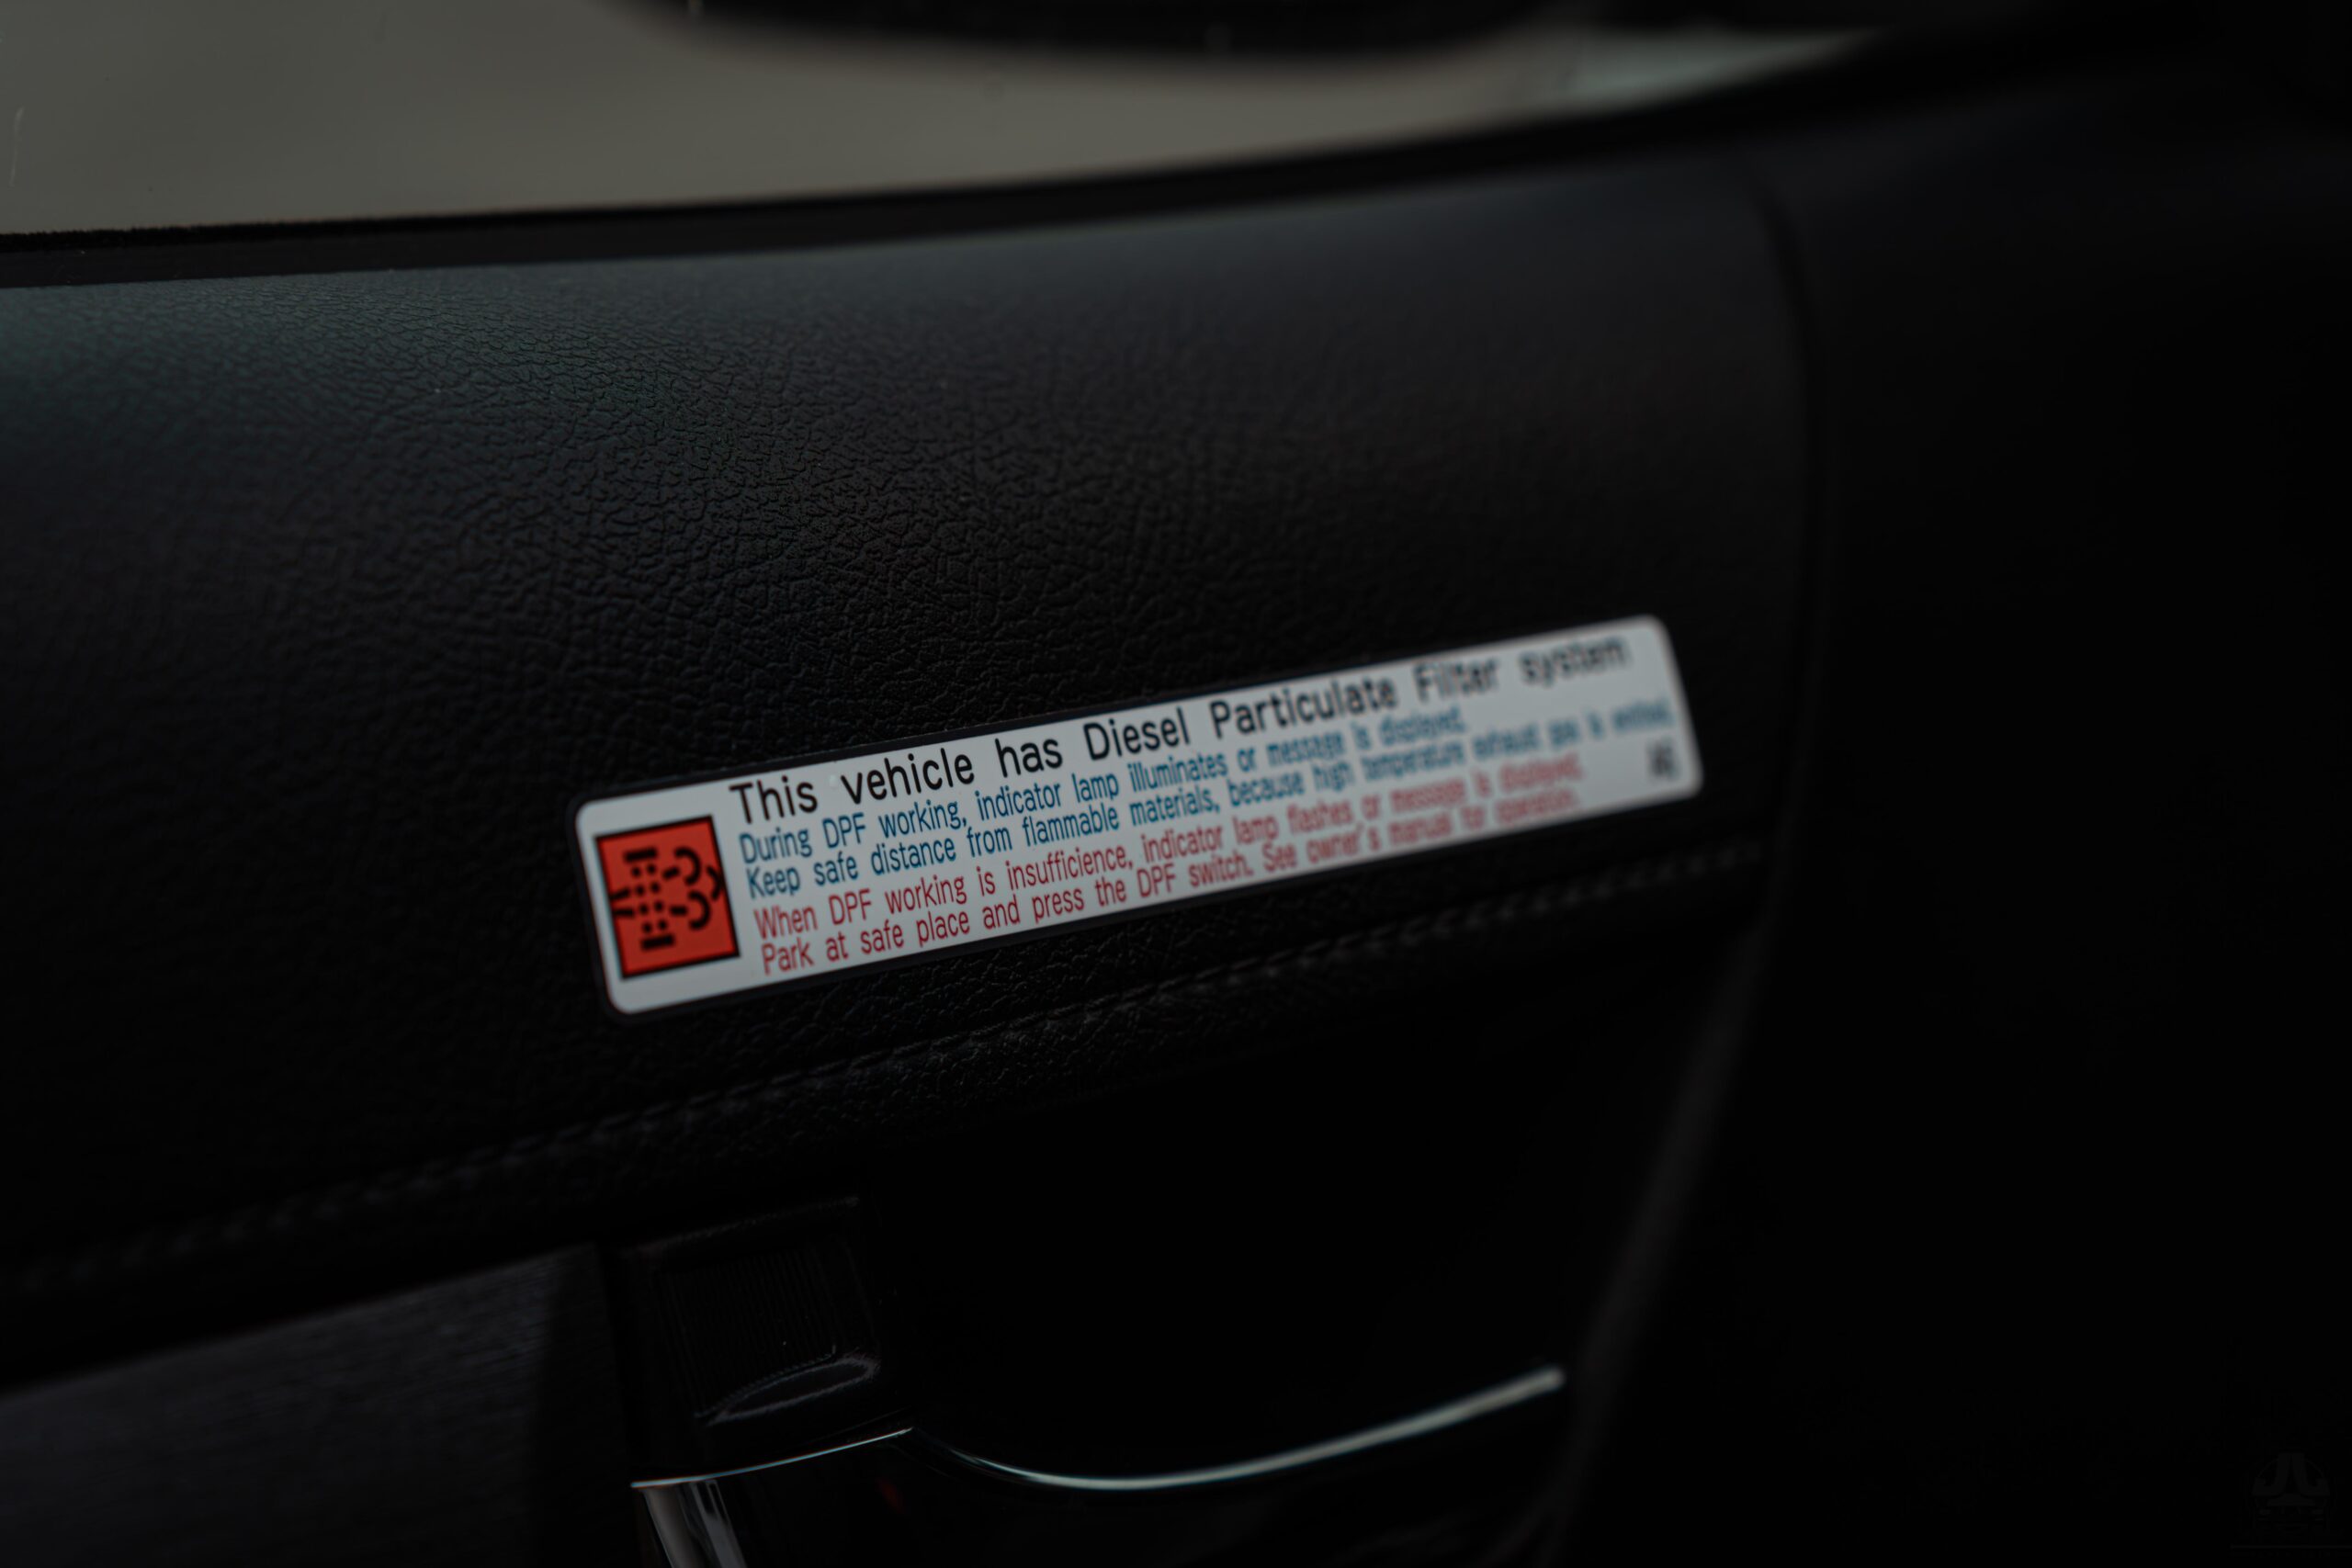 This vehicle has Diesel Particulate Filter system
During DPF working, indicator lamp illuminates or message is displayed.
Keep safe distance from flammable materials, because high temperature exhaust gas is emitted.
When DPF working is insufficience, indicator lamp flashes or message is displayed.
Park at safe place and press the DPF switch. See owner's manual for operation.